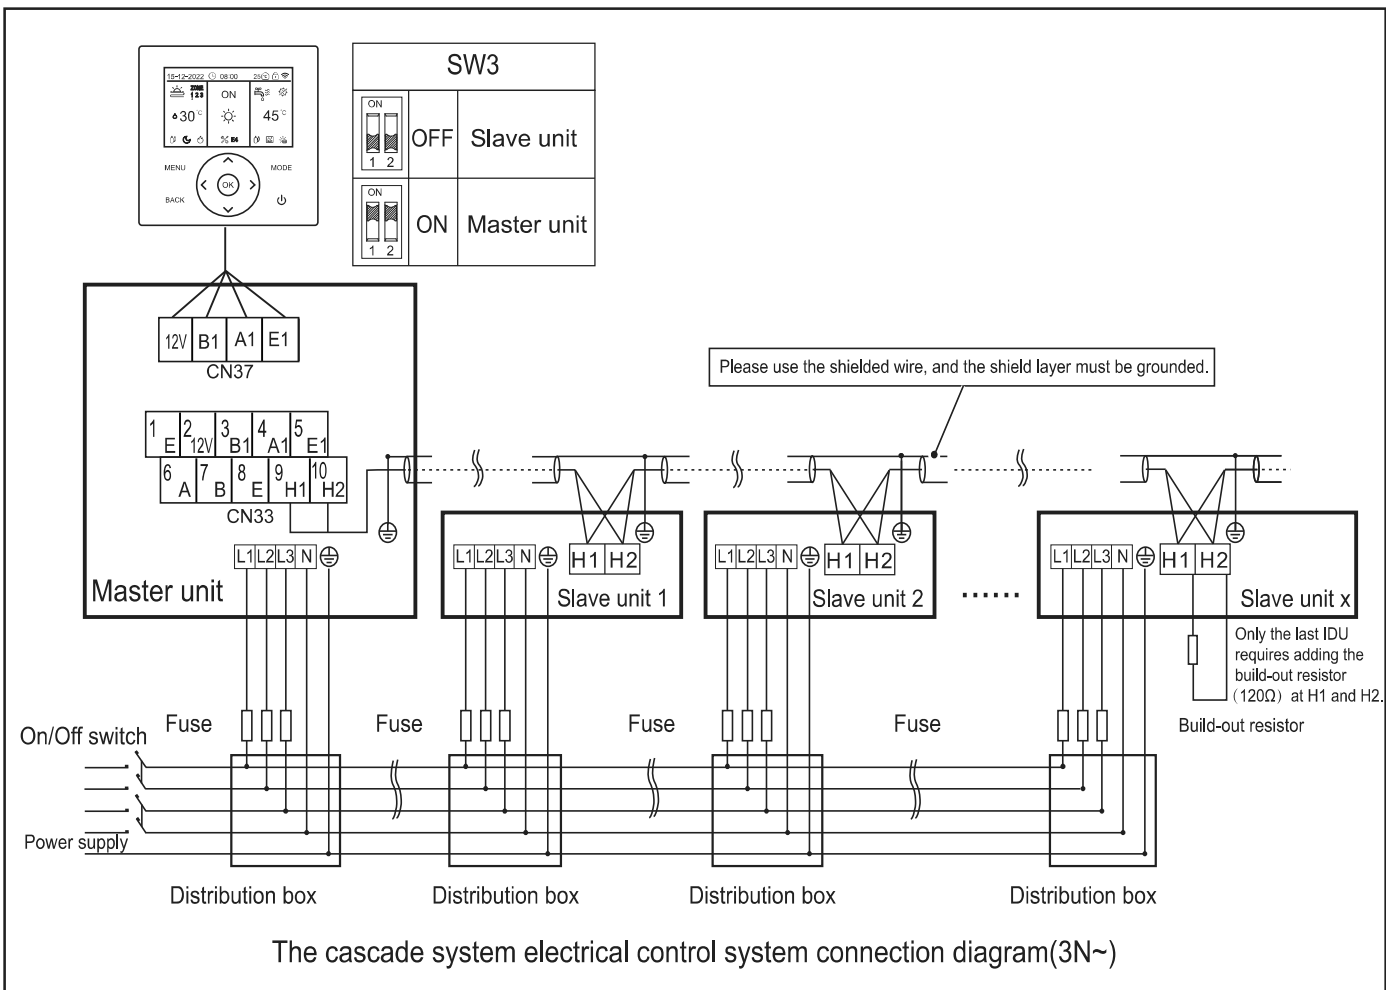 15-12-2022 08:00 25
ZONE
1 2 3
ON
30 °C
45 °C
E4
MENU
MODE
OK
BACK
SW3
ON
1 2
OFF
Slave unit
ON
1 2
ON
Master unit
12V B1 A1 E1
CN37
Please use the shielded wire, and the shield layer must be grounded.
1 E 2 12V 3 B1 4 A1 5 E1
6 A 7 B 8 E 9 H1 10 H2
CN33
L1 L2 L3 N
Master unit
L1 L2 L3 N
H1 H2
Slave unit 1
L1 L2 L3 N
H1 H2
Slave unit 2
......
L1 L2 L3 N
H1 H2
Slave unit x
Only the last IDU
requires adding the
build-out resistor
(120Ω) at H1 and H2.
Build-out resistor
Fuse Fuse Fuse Fuse
On/Off switch
Power supply
Distribution box Distribution box Distribution box Distribution box
The cascade system electrical control system connection diagram(3N~)